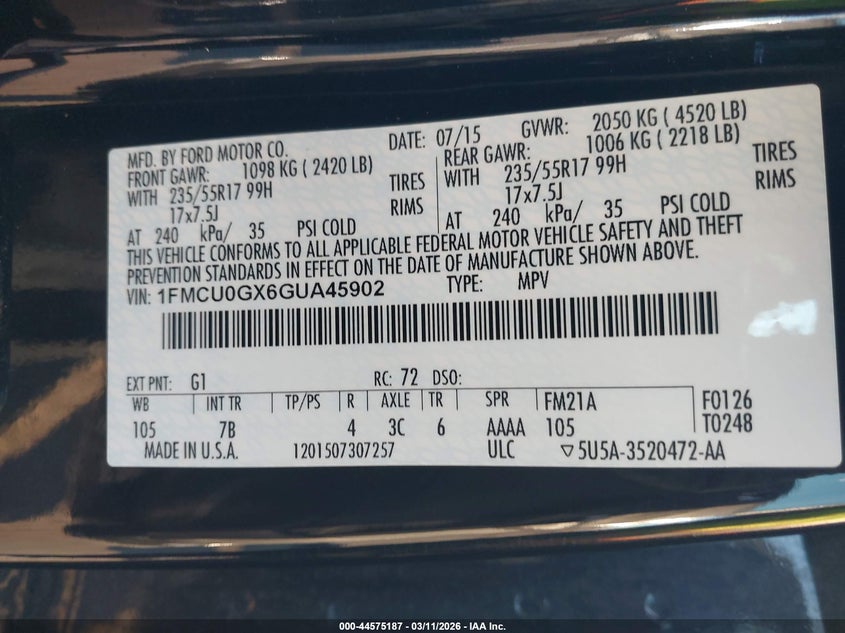 MFD. BY FORD MOTOR CO. DATE: 07/15 GVWR: 2050 KG ( 4520 LB)
FRONT GAWR: 1098 KG ( 2420 LB)
WITH 235/55R17 99H TIRES
17x7.5J RIMS
AT 240 kPa/ 35 PSI COLD
REAR GAWR: 1006 KG ( 2218 LB)
WITH 235/55R17 99H TIRES
17x7.5J RIMS
AT 240 kPa/ 35 PSI COLD
THIS VEHICLE CONFORMS TO ALL APPLICABLE FEDERAL MOTOR VEHICLE SAFETY AND THEFT
PREVENTION STANDARDS IN EFFECT ON THE DATE OF MANUFACTURE SHOWN ABOVE.
VIN: 1FMCU0GX6GUA45902 TYPE: MPV
EXT PNT: G1 RC: 72 DSO:
WB INT TR TP/PS R AXLE TR SPR FM21A F0126
105 7B 4 3C 6 AAAA 105 T0248
MADE IN U.S.A. 1201507307257 ULC ▽5U5A-3520472-AA
000-44575187 - 03/11/2026 - IAA Inc.